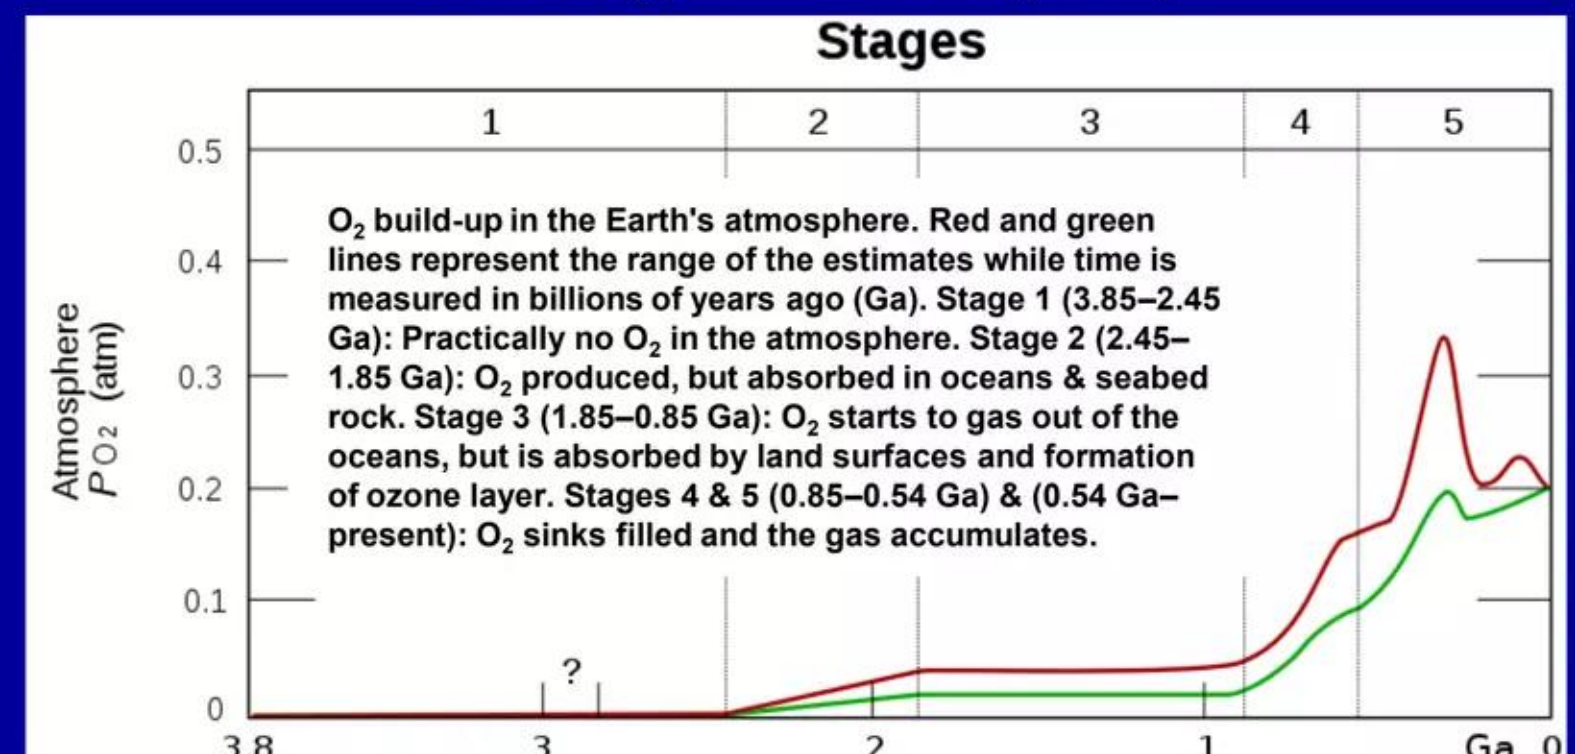 Stages
1 2 3 4 5
0.5
0.4
0.3
0.2
0.1
0
Atmosphere
P O2 (atm)
O2 build-up in the Earth's atmosphere. Red and green
lines represent the range of the estimates while time is
measured in billions of years ago (Ga). Stage 1 (3.85–2.45
Ga): Practically no O2 in the atmosphere. Stage 2 (2.45–
1.85 Ga): O2 produced, but absorbed in oceans & seabed
rock. Stage 3 (1.85–0.85 Ga): O2 starts to gas out of the
oceans, but is absorbed by land surfaces and formation
of ozone layer. Stages 4 & 5 (0.85–0.54 Ga) & (0.54 Ga–
present): O2 sinks filled and the gas accumulates.
?
3.8 3 2 1 Ga 0